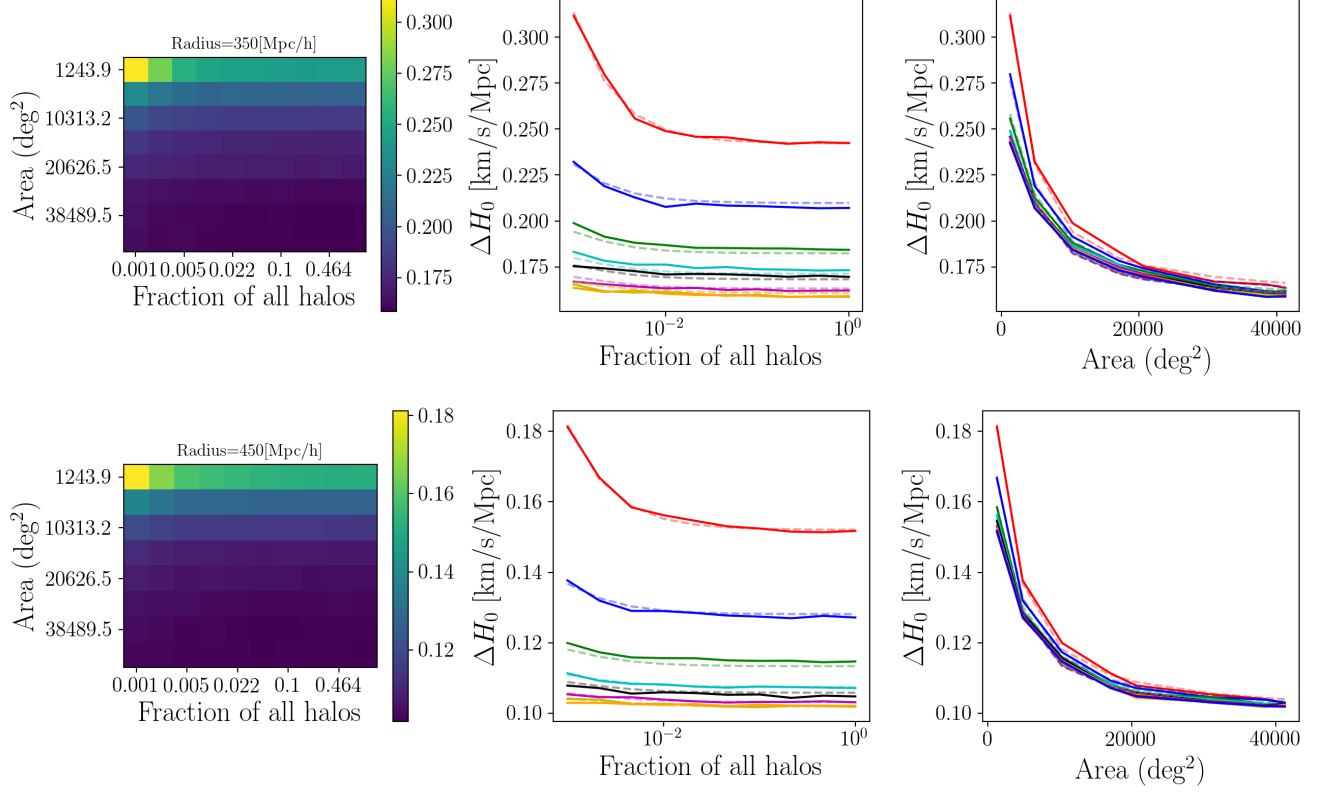 Radius=350[Mpc/h]
Area (deg²)
1243.9
10313.2
20626.5
38489.5
0.001 0.005 0.022 0.1 0.464
Fraction of all halos
0.300
0.275
0.250
0.225
0.200
0.175
ΔH₀ [km/s/Mpc]
0.300
0.275
0.250
0.225
0.200
0.175
10⁻² 10⁰
Fraction of all halos
ΔH₀ [km/s/Mpc]
0.300
0.275
0.250
0.225
0.200
0.175
0 20000 40000
Area (deg²)
Radius=450[Mpc/h]
Area (deg²)
1243.9
10313.2
20626.5
38489.5
0.001 0.005 0.022 0.1 0.464
Fraction of all halos
0.18
0.16
0.14
0.12
ΔH₀ [km/s/Mpc]
0.18
0.16
0.14
0.12
0.10
10⁻² 10⁰
Fraction of all halos
ΔH₀ [km/s/Mpc]
0.18
0.16
0.14
0.12
0.10
0 20000 40000
Area (deg²)